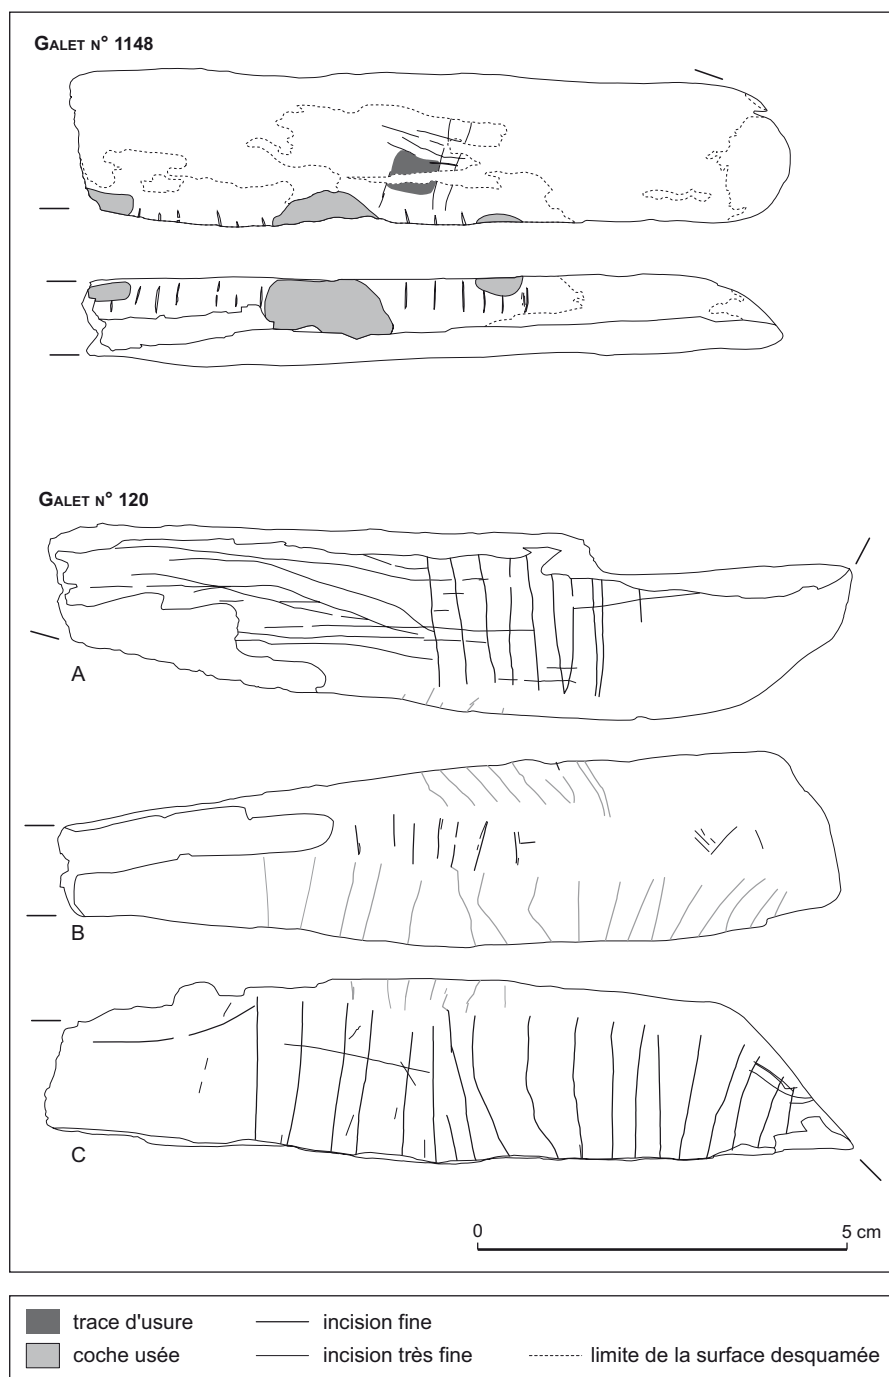 GALET N° 1148
GALET N° 120
A
B
C
0 5 cm
trace d'usure
incision fine
coche usée
incision très fine
limite de la surface desquamée